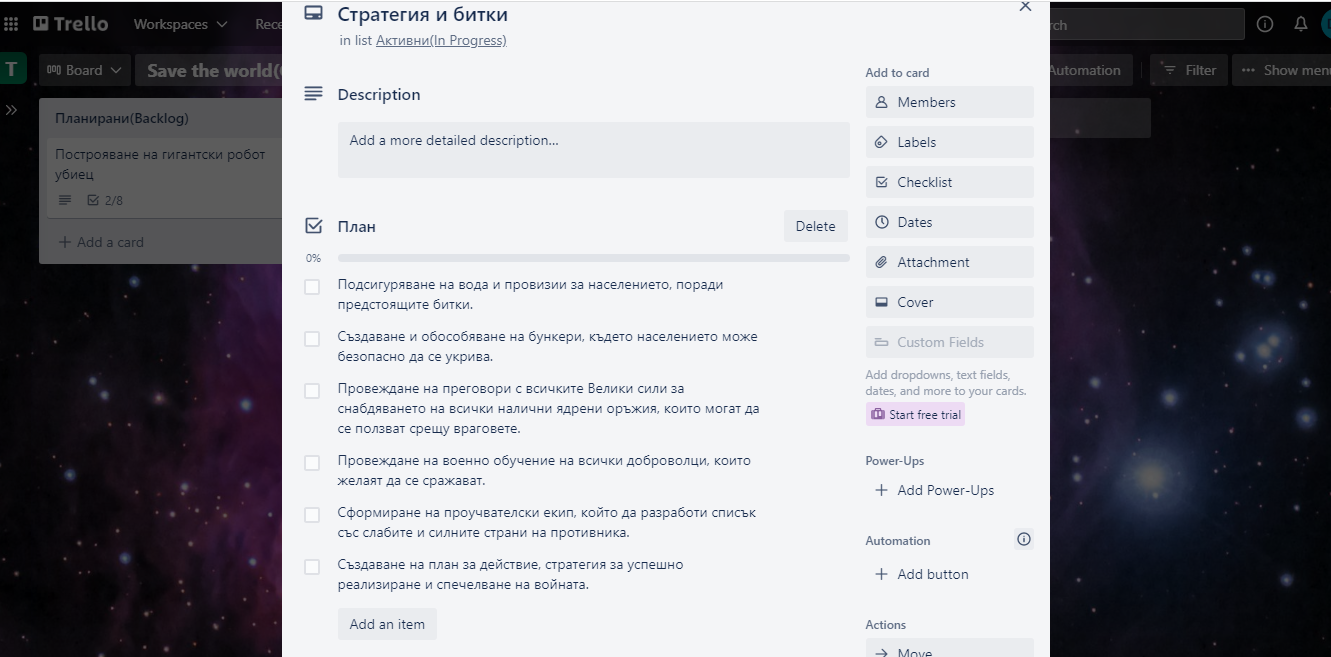 Trello
Workspaces
Стратегия и битки
in list Активни(In Progress)
T
Board
Save the world(
Automation
Filter
Show menu
Планирани(Backlog)
Построяване на гигантски робот
убиец
2/8
Add a card
Description
Add a more detailed description...
План
Delete
0%
Подсигуряване на вода и провизии за населението, поради
предстоящите битки.
Създаване и обособяване на бункери, където населението може
безопасно да се укрива.
Провеждане на преговори с всичките Велики сили за
снабдяването на всички налични ядрени оръжия, които могат да
се ползват срещу враговете.
Провеждане на военно обучение на всички доброволци, които
желаят да се сражават.
Сформиране на проучвателски екип, който да разработи списък
със слабите и силните страни на противника.
Създаване на план за действие, стратегия за успешно
реализиране и спечелване на войната.
Add an item
Add to card
Members
Labels
Checklist
Dates
Attachment
Cover
Custom Fields
Add dropdowns, text fields,
dates, and more to your cards.
Start free trial
Power-Ups
Add Power-Ups
Automation
Add button
Actions
Move